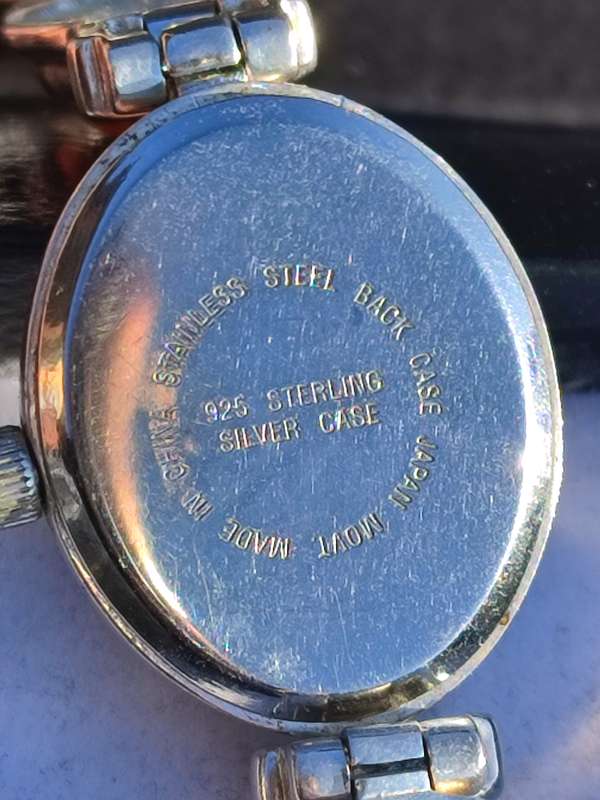 STAINLESS STEEL BACK CASE JAPAN MOVT, MADE IN CHINA
925 STERLING
SILVER CASE